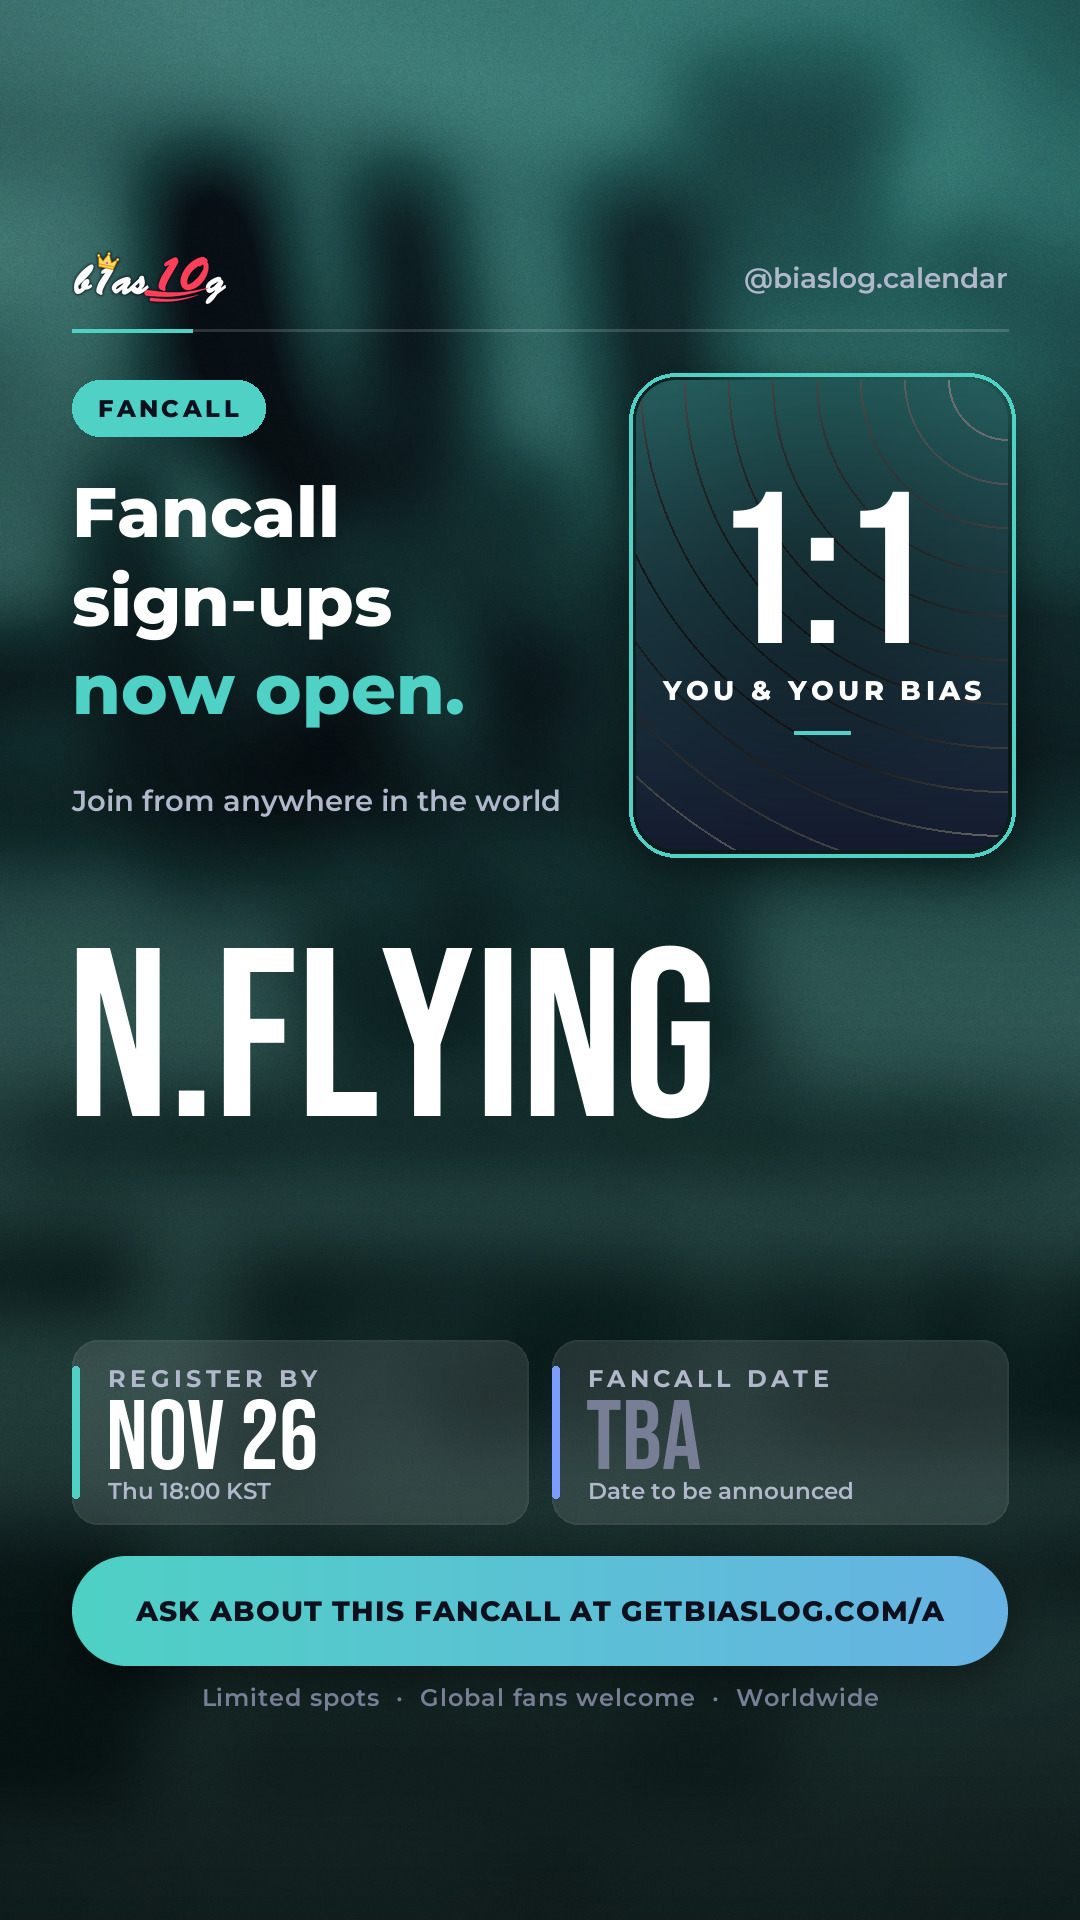 b1as10g
@biaslog.calendar
FANCALL
Fancall
sign-ups
now open.
Join from anywhere in the world
1:1
YOU & YOUR BIAS
N.FLYING
REGISTER BY
NOV 26
Thu 18:00 KST
FANCALL DATE
TBA
Date to be announced
ASK ABOUT THIS FANCALL AT GETBIASLOG.COM/A
Limited spots · Global fans welcome · Worldwide